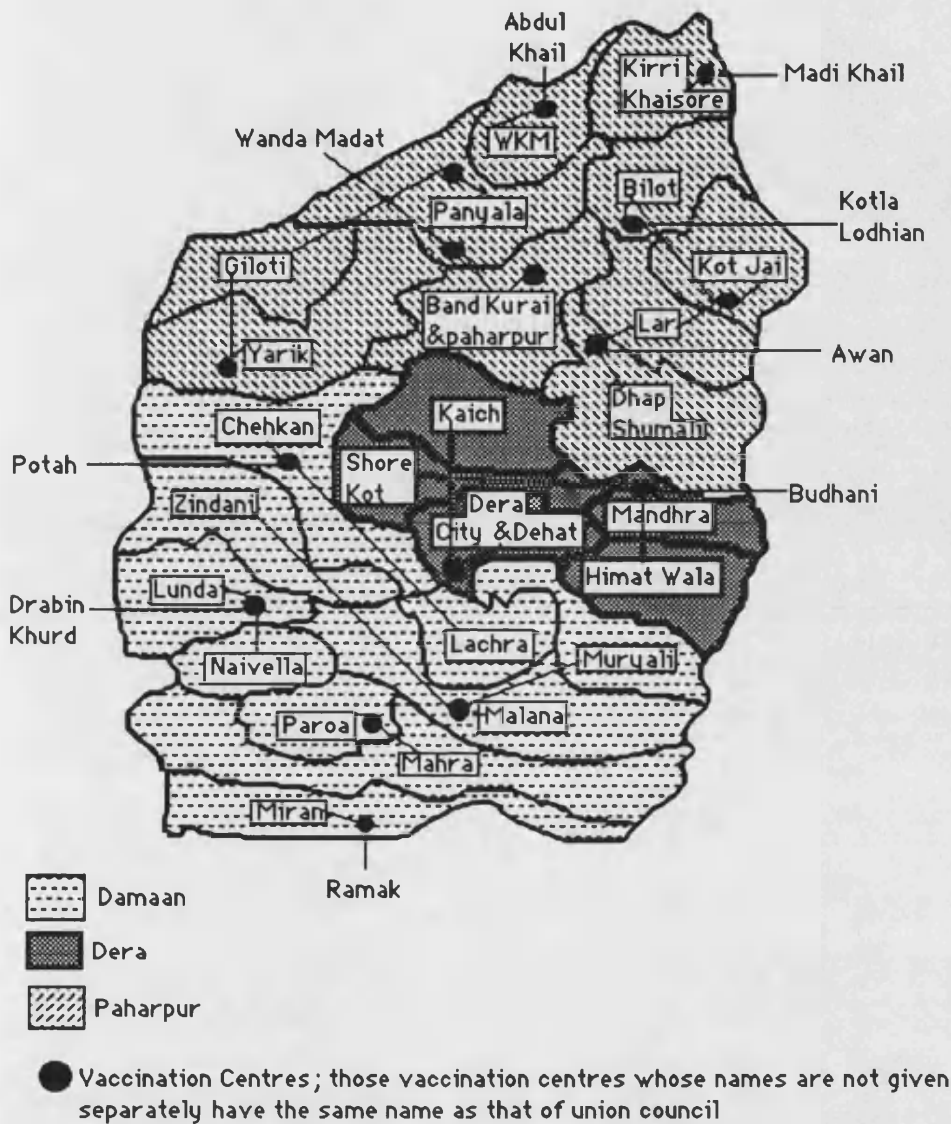 Abdul
Khail
Kirri
Khaisore
Madi Khail
WKM
Wanda Madat
Bilot
Panyala
Kotla
Lodhian
Giloti
Kot Jai
Band Kurai
&paharpur
Lar
Yarik
Awan
Dhap
Shumali
Kaich
Chehkan
Potah
Shore
Kot
Zindani
Dera
City &Dehat
Mandhra
Budhani
Himat Wala
Lunda
Drabin
Khurd
Naivella
Lachra
Muryali
Paroa
Malana
Mahra
Miran
Ramak
Damaan
Dera
Paharpur
Vaccination Centres; those vaccination centres whose names are not given
separately have the same name as that of union council